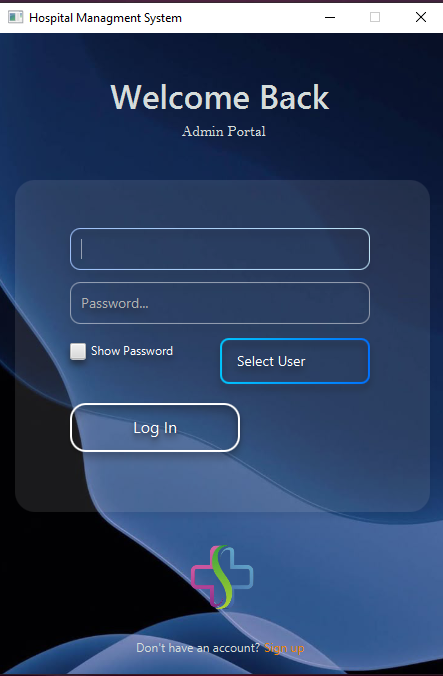 Hospital Managment System
Welcome Back
Admin Portal
Password...
Show Password
Select User
Log In
Don't have an account? Sign up